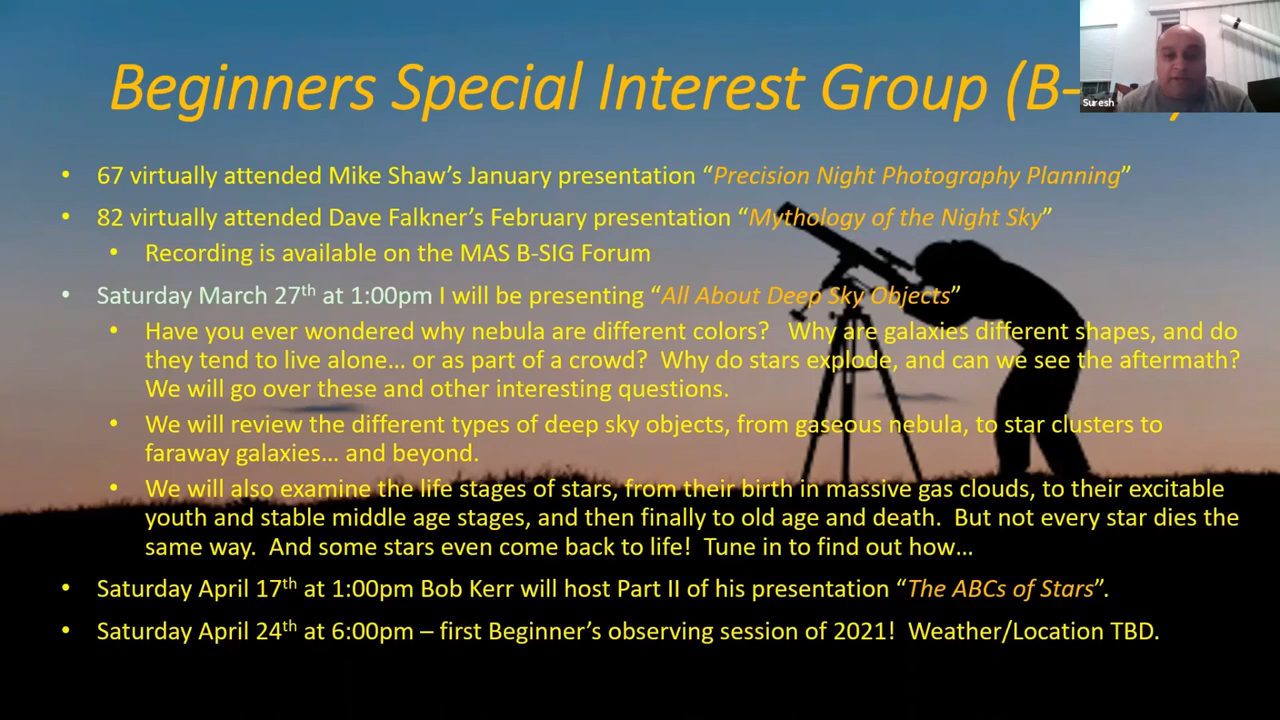 Beginners Special Interest Group (B-
Suresh
• 67 virtually attended Mike Shaw’s January presentation “Precision Night Photography Planning”
• 82 virtually attended Dave Falkner’s February presentation “Mythology of the Night Sky”
• Recording is available on the MAS B-SIG Forum
• Saturday March 27th at 1:00pm I will be presenting “All About Deep Sky Objects”
• Have you ever wondered why nebula are different colors? Why are galaxies different shapes, and do
they tend to live alone… or as part of a crowd? Why do stars explode, and can we see the aftermath?
We will go over these and other interesting questions.
• We will review the different types of deep sky objects, from gaseous nebula, to star clusters to
faraway galaxies… and beyond.
• We will also examine the life stages of stars, from their birth in massive gas clouds, to their excitable
youth and stable middle age stages, and then finally to old age and death. But not every star dies the
same way. And some stars even come back to life! Tune in to find out how…
• Saturday April 17th at 1:00pm Bob Kerr will host Part II of his presentation “The ABCs of Stars”.
• Saturday April 24th at 6:00pm – first Beginner’s observing session of 2021! Weather/Location TBD.